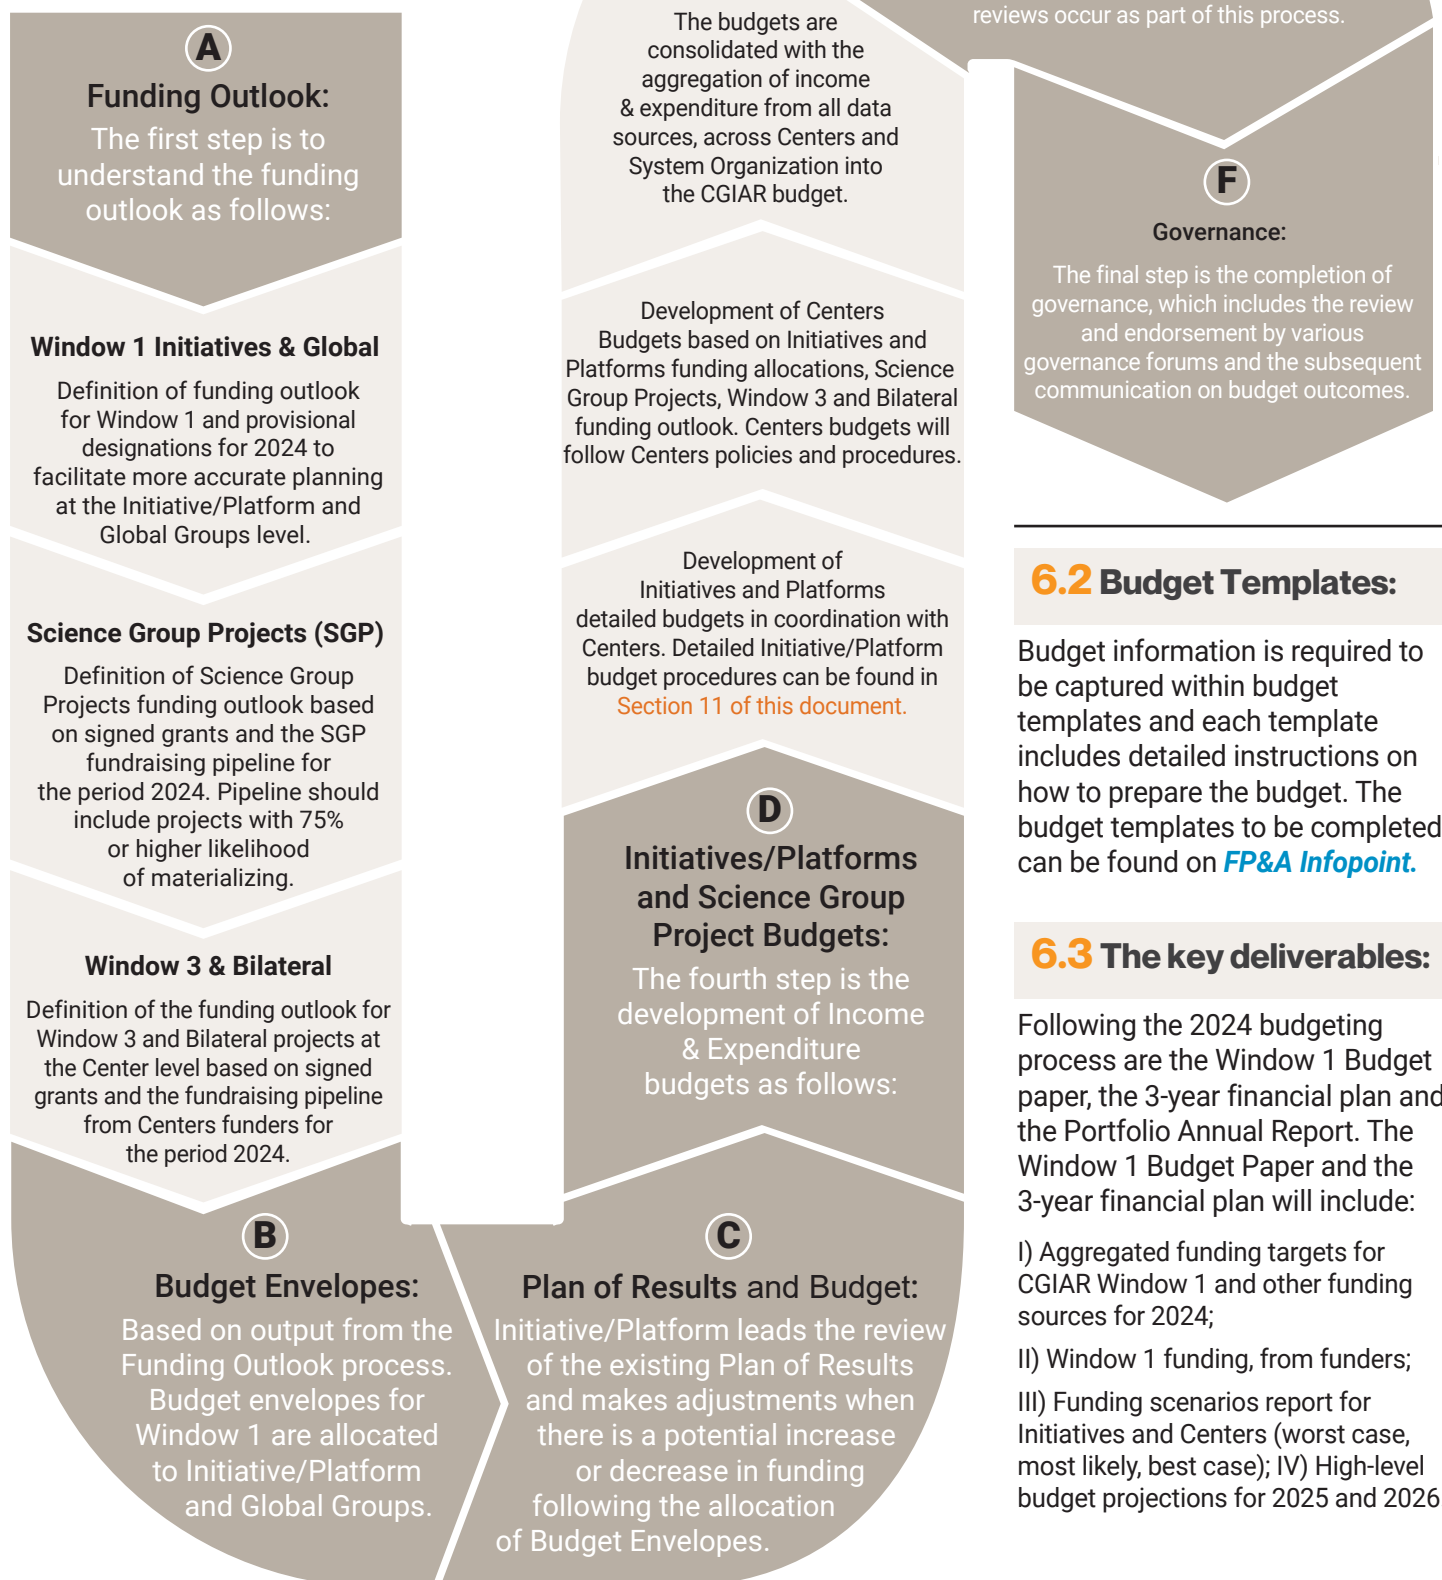 A
Funding Outlook:
The first step is to
understand the funding
outlook as follows:
Window 1 Initiatives & Global
Definition of funding outlook
for Window 1 and provisional
designations for 2024 to
facilitate more accurate planning
at the Initiative/Platform and
Global Groups level.
Science Group Projects (SGP)
Definition of Science Group
Projects funding outlook based
on signed grants and the SGP
fundraising pipeline for
the period 2024. Pipeline should
include projects with 75%
or higher likelihood
of materializing.
Window 3 & Bilateral
Definition of the funding outlook for
Window 3 and Bilateral projects at
the Center level based on signed
grants and the fundraising pipeline
from Centers funders for
the period 2024.
B
Budget Envelopes:
Based on output from the
Funding Outlook process.
Budget envelopes for
Window 1 are allocated
to Initiative/Platform
and Global Groups.
C
Plan of Results and Budget:
Initiative/Platform leads the review
of the existing Plan of Results
and makes adjustments when
there is a potential increase
or decrease in funding
following the allocation
of Budget Envelopes.
D
Initiatives/Platforms
and Science Group
Project Budgets:
The fourth step is the
development of Income
& Expenditure
budgets as follows:
Development of
Initiatives and Platforms
detailed budgets in coordination with
Centers. Detailed Initiative/Platform
budget procedures can be found in
Section 11 of this document.
Development of Centers
Budgets based on Initiatives and
Platforms funding allocations, Science
Group Projects, Window 3 and Bilateral
funding outlook. Centers budgets will
follow Centers policies and procedures.
The budgets are
consolidated with the
aggregation of income
& expenditure from all data
sources, across Centers and
System Organization into
the CGIAR budget.
reviews occur as part of this process.
F
Governance:
The final step is the completion of
governance, which includes the review
and endorsement by various
governance forums and the subsequent
communication on budget outcomes.
6.2 Budget Templates:
Budget information is required to
be captured within budget
templates and each template
includes detailed instructions on
how to prepare the budget. The
budget templates to be completed
can be found on FP&A Infopoint.
6.3 The key deliverables:
Following the 2024 budgeting
process are the Window 1 Budget
paper, the 3-year financial plan and
the Portfolio Annual Report. The
Window 1 Budget Paper and the
3-year financial plan will include:
I) Aggregated funding targets for
CGIAR Window 1 and other funding
sources for 2024;
II) Window 1 funding, from funders;
III) Funding scenarios report for
Initiatives and Centers (worst case,
most likely, best case); IV) High-level
budget projections for 2025 and 2026